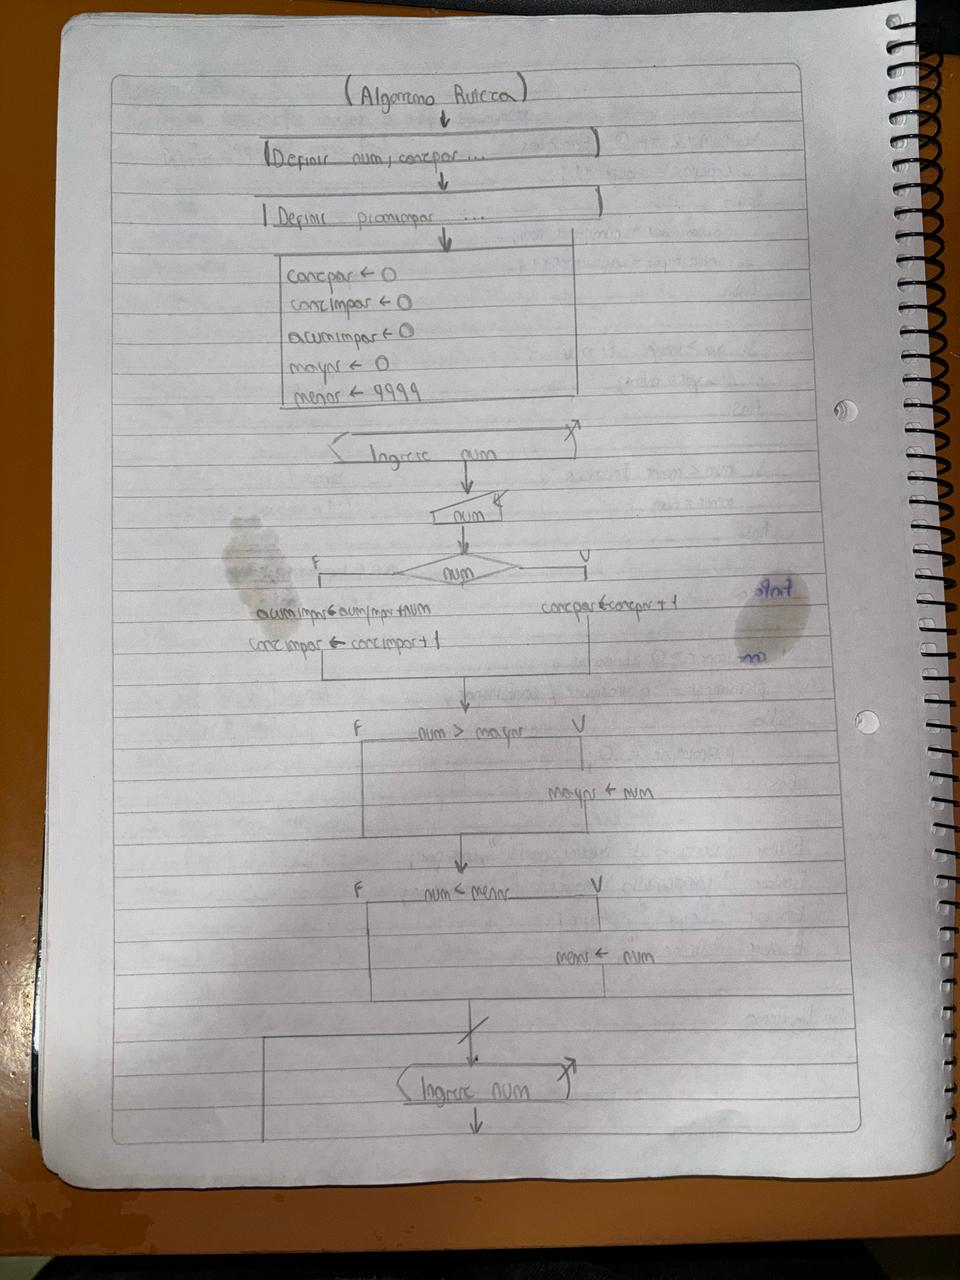 Algoritmo Ruleta
Definir num, contpar ...
Definir promimpar ...
contpar ← 0
contimpar ← 0
acumimpar ← 0
mayor ← 0
menor ← 9999
Ingrese num
num
F num V
acumimpar ← acumimpar + num contpar ← contpar + 1
contimpar ← contimpar + 1
F num > mayor V
mayor ← num
F num < menor V
menor ← num
Ingrese num